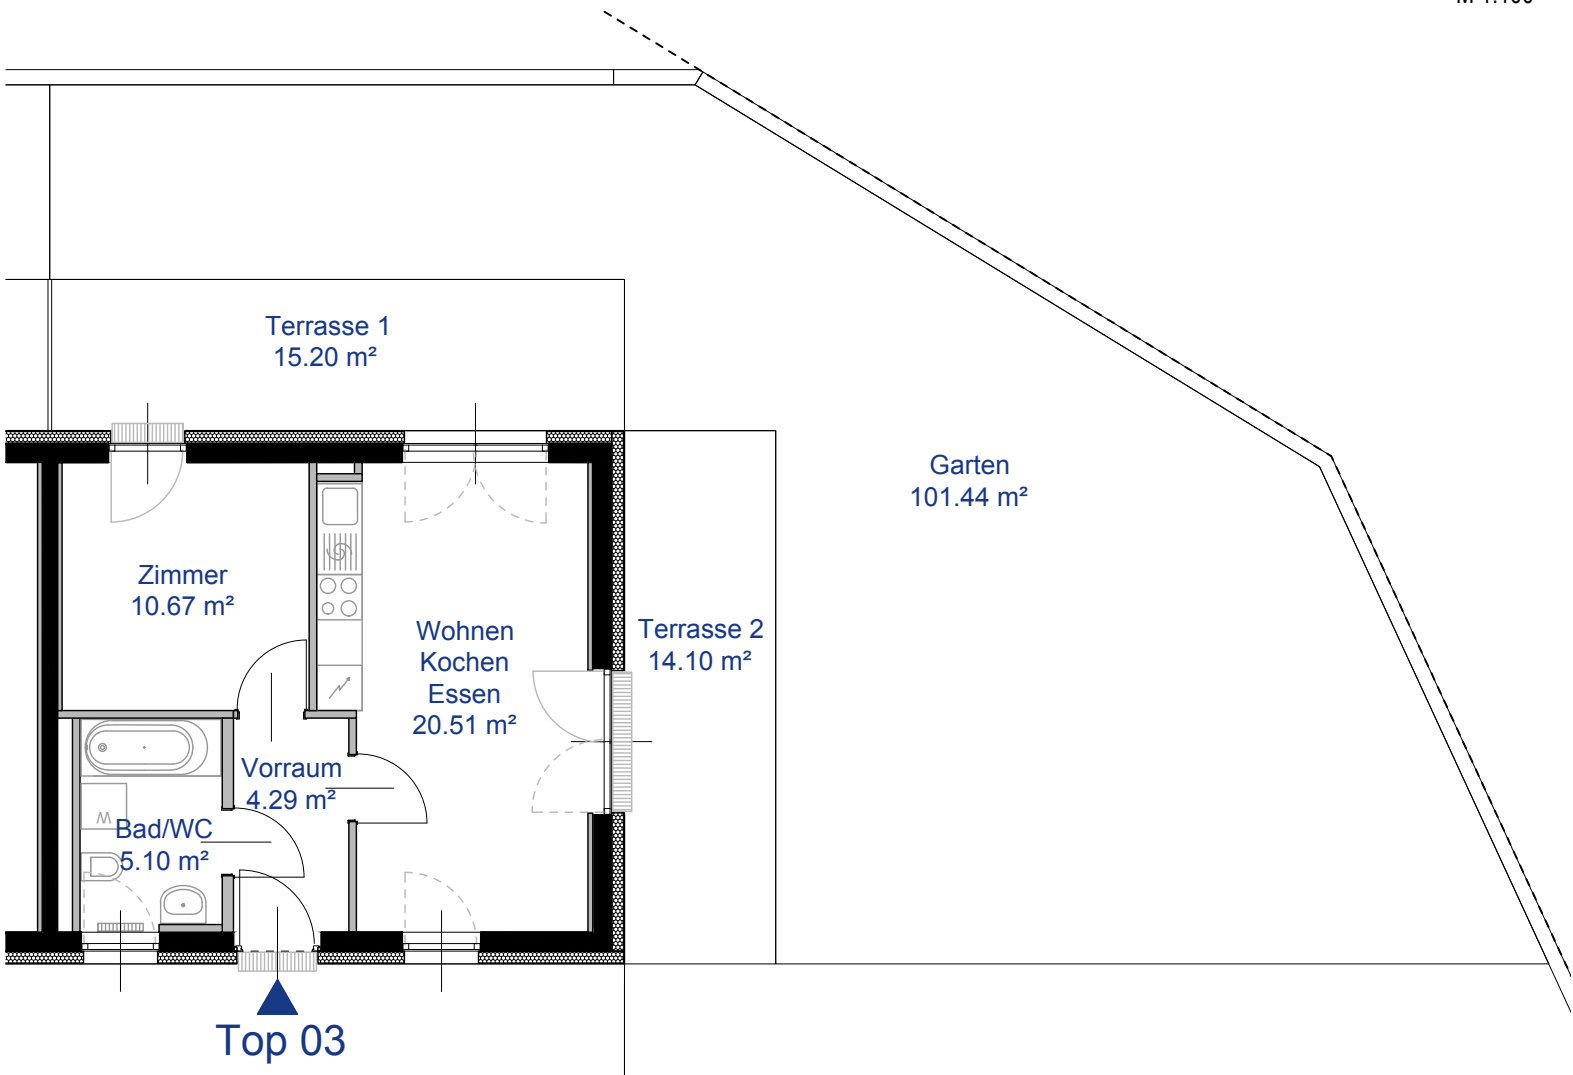 Terrasse 1
15.20 m²
Garten
101.44 m²
Zimmer
10.67 m²
Wohnen
Kochen
Essen
20.51 m²
Terrasse 2
14.10 m²
Vorraum
4.29 m²
W
Bad/WC
5.10 m²
Top 03